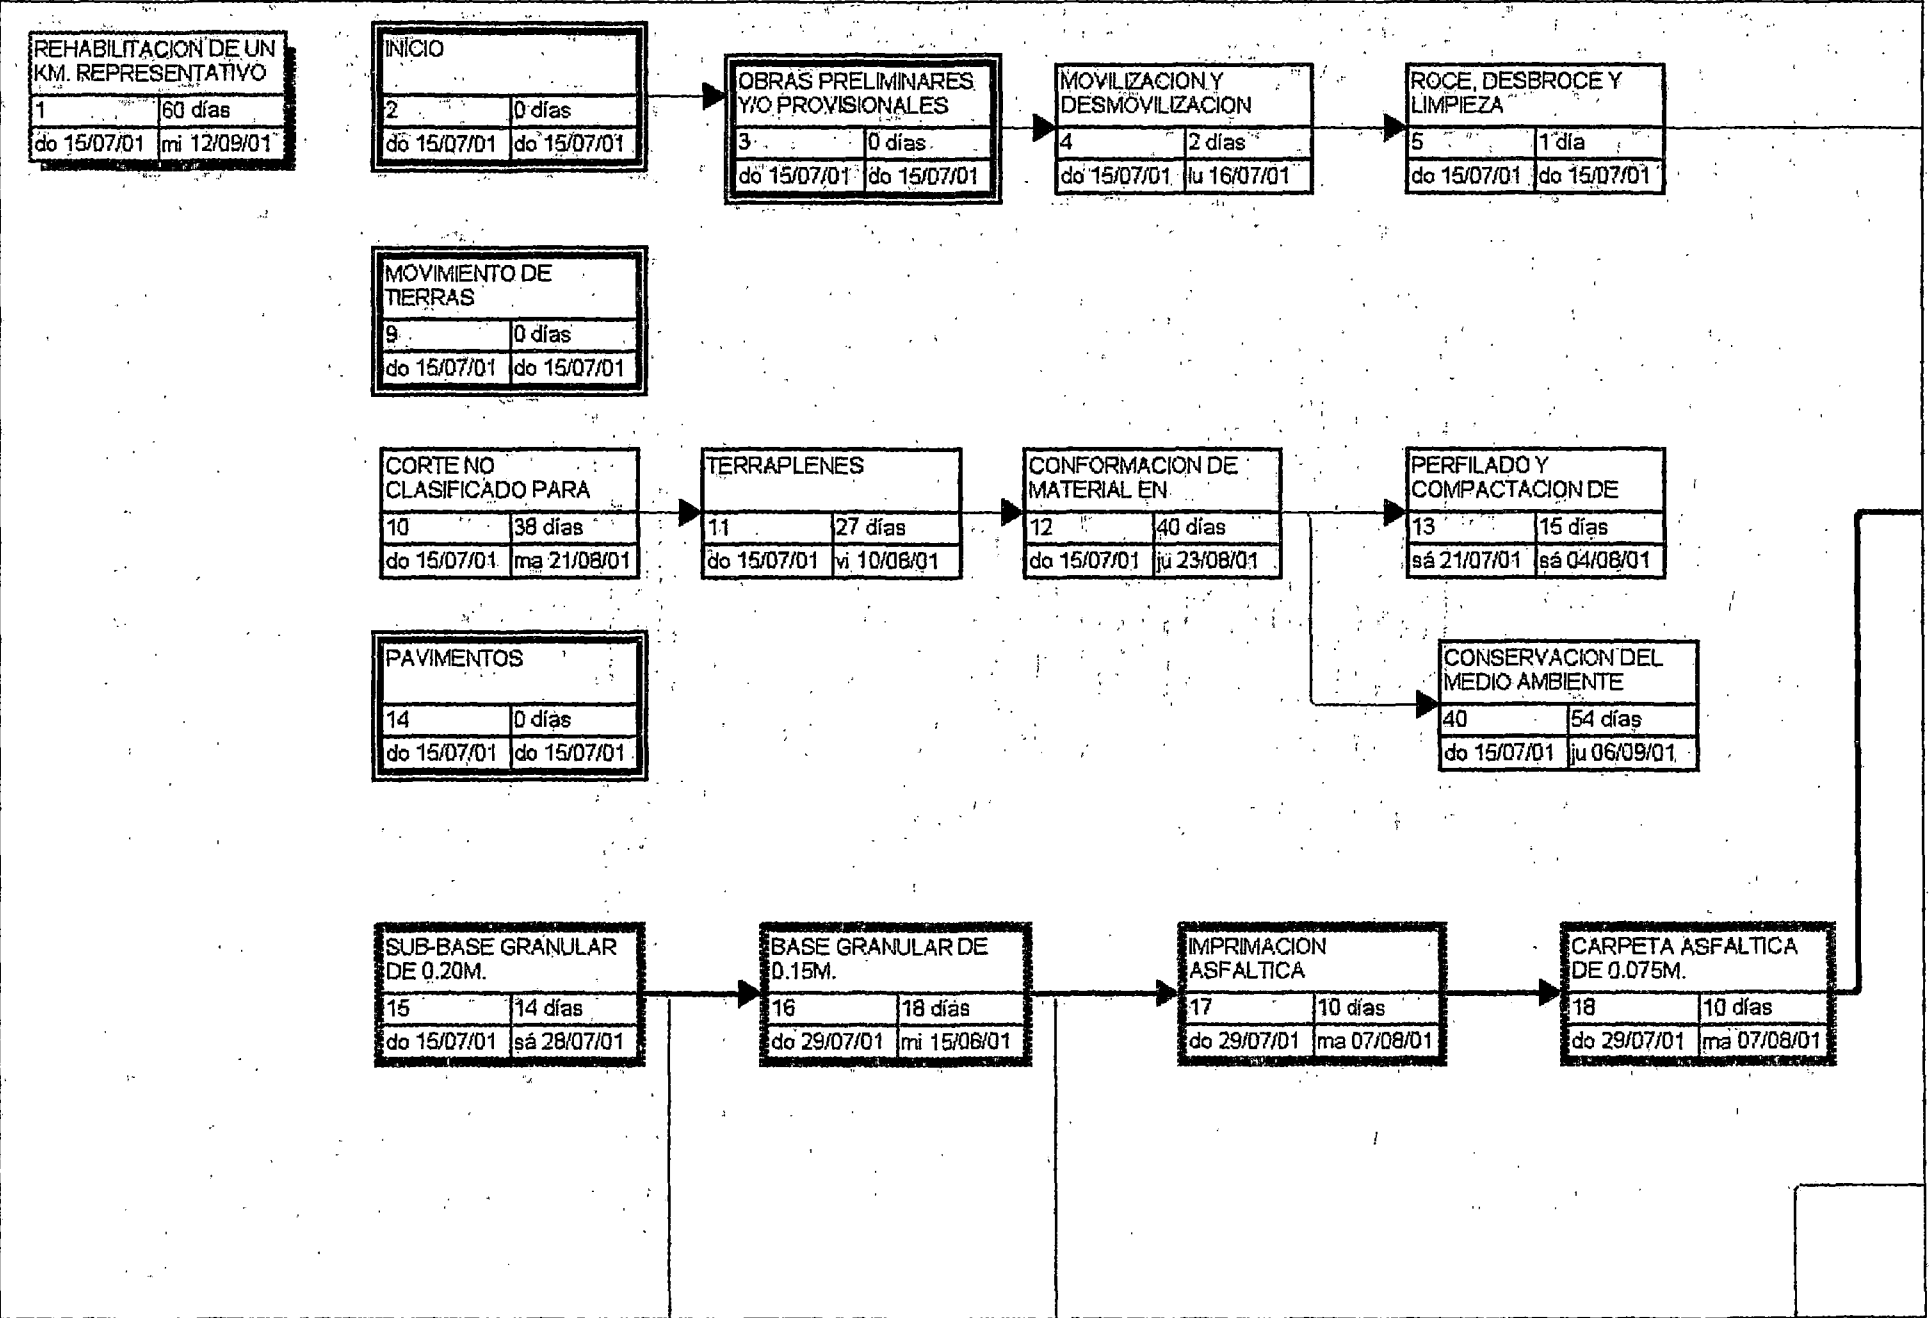 REHABILITACION DE UN
KM. REPRESENTATIVO
1 60 días
do 15/07/01 mi 12/09/01
INICIO
2 0 días
do 15/07/01 do 15/07/01
OBRAS PRELIMINARES
Y/O PROVISIONALES
3 0 días
do 15/07/01 do 15/07/01
MOVILIZACION Y
DESMOVILIZACION
4 2 días
do 15/07/01 lu 16/07/01
ROCE, DESBROCE Y
LIMPIEZA
5 1 día
do 15/07/01 do 15/07/01
MOVIMIENTO DE
TIERRAS
9 0 días
do 15/07/01 do 15/07/01
CORTE NO
CLASIFICADO PARA
10 38 días
do 15/07/01 ma 21/08/01
TERRAPLENES
11 27 días
do 15/07/01 vi 10/08/01
CONFORMACION DE
MATERIAL EN
12 40 días
do 15/07/01 ju 23/08/01
PERFILADO Y
COMPACTACION DE
13 15 días
sá 21/07/01 sá 04/08/01
PAVIMENTOS
14 0 días
do 15/07/01 do 15/07/01
CONSERVACION DEL
MEDIO AMBIENTE
40 54 días
do 15/07/01 ju 06/09/01
SUB-BASE GRANULAR
DE 0.20M.
15 14 días
do 15/07/01 sá 28/07/01
BASE GRANULAR DE
0.15M.
16 18 días
do 29/07/01 mi 15/08/01
IMPRIMACION
ASFALTICA
17 10 días
do 29/07/01 ma 07/08/01
CARPETA ASFALTICA
DE 0.075M.
18 10 días
do 29/07/01 ma 07/08/01